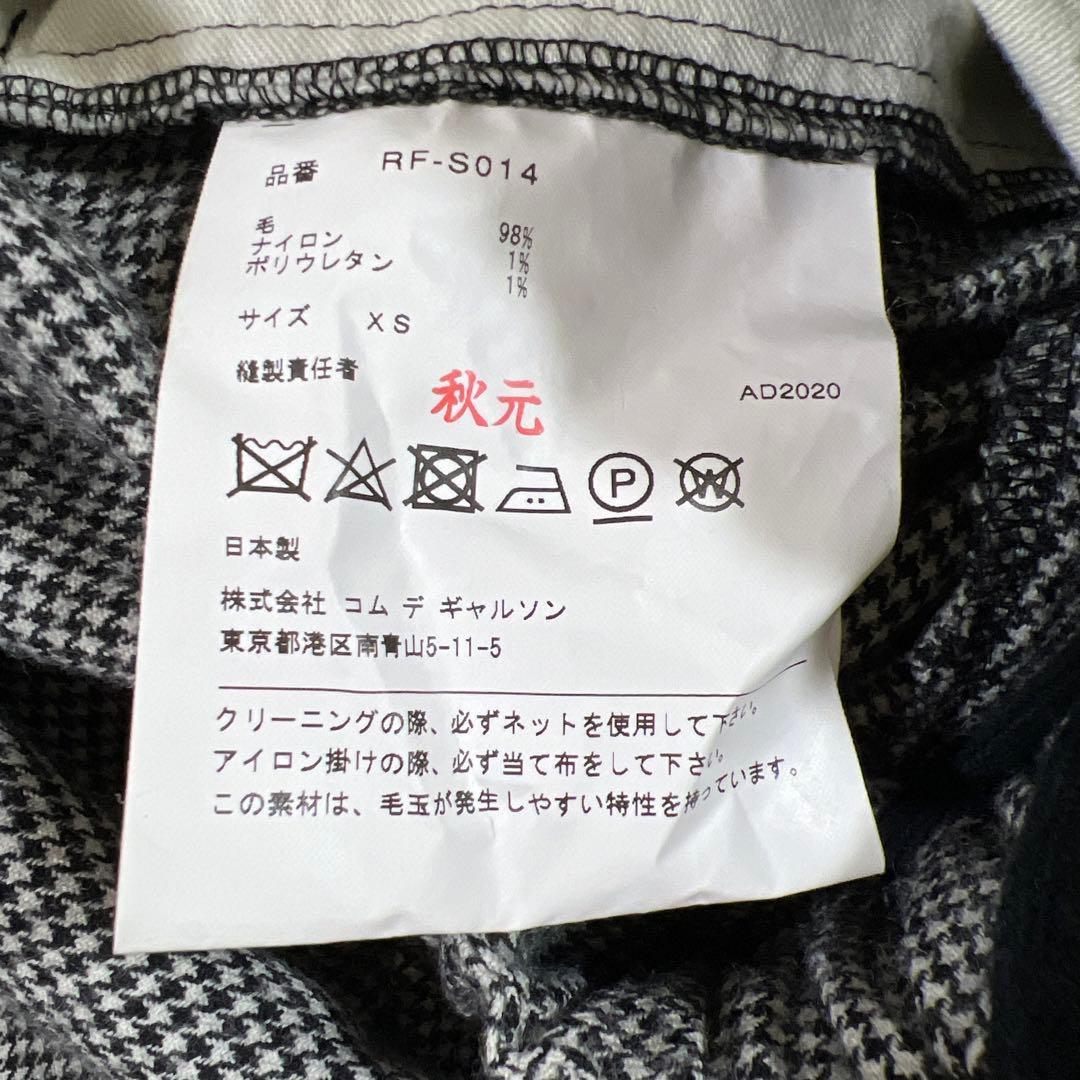 品番 RF-S014
毛 98%
ナイロン 1%
ポリウレタン 1%
サイズ XS
縫製責任者 秋元 AD2020
P W
日本製
株式会社 コム デ ギャルソン
東京都港区南青山5-11-5
クリーニングの際、必ずネットを使用して下さい。
アイロン掛けの際、必ず当て布をして下さい。
この素材は、毛玉が発生しやすい特性を持っています。